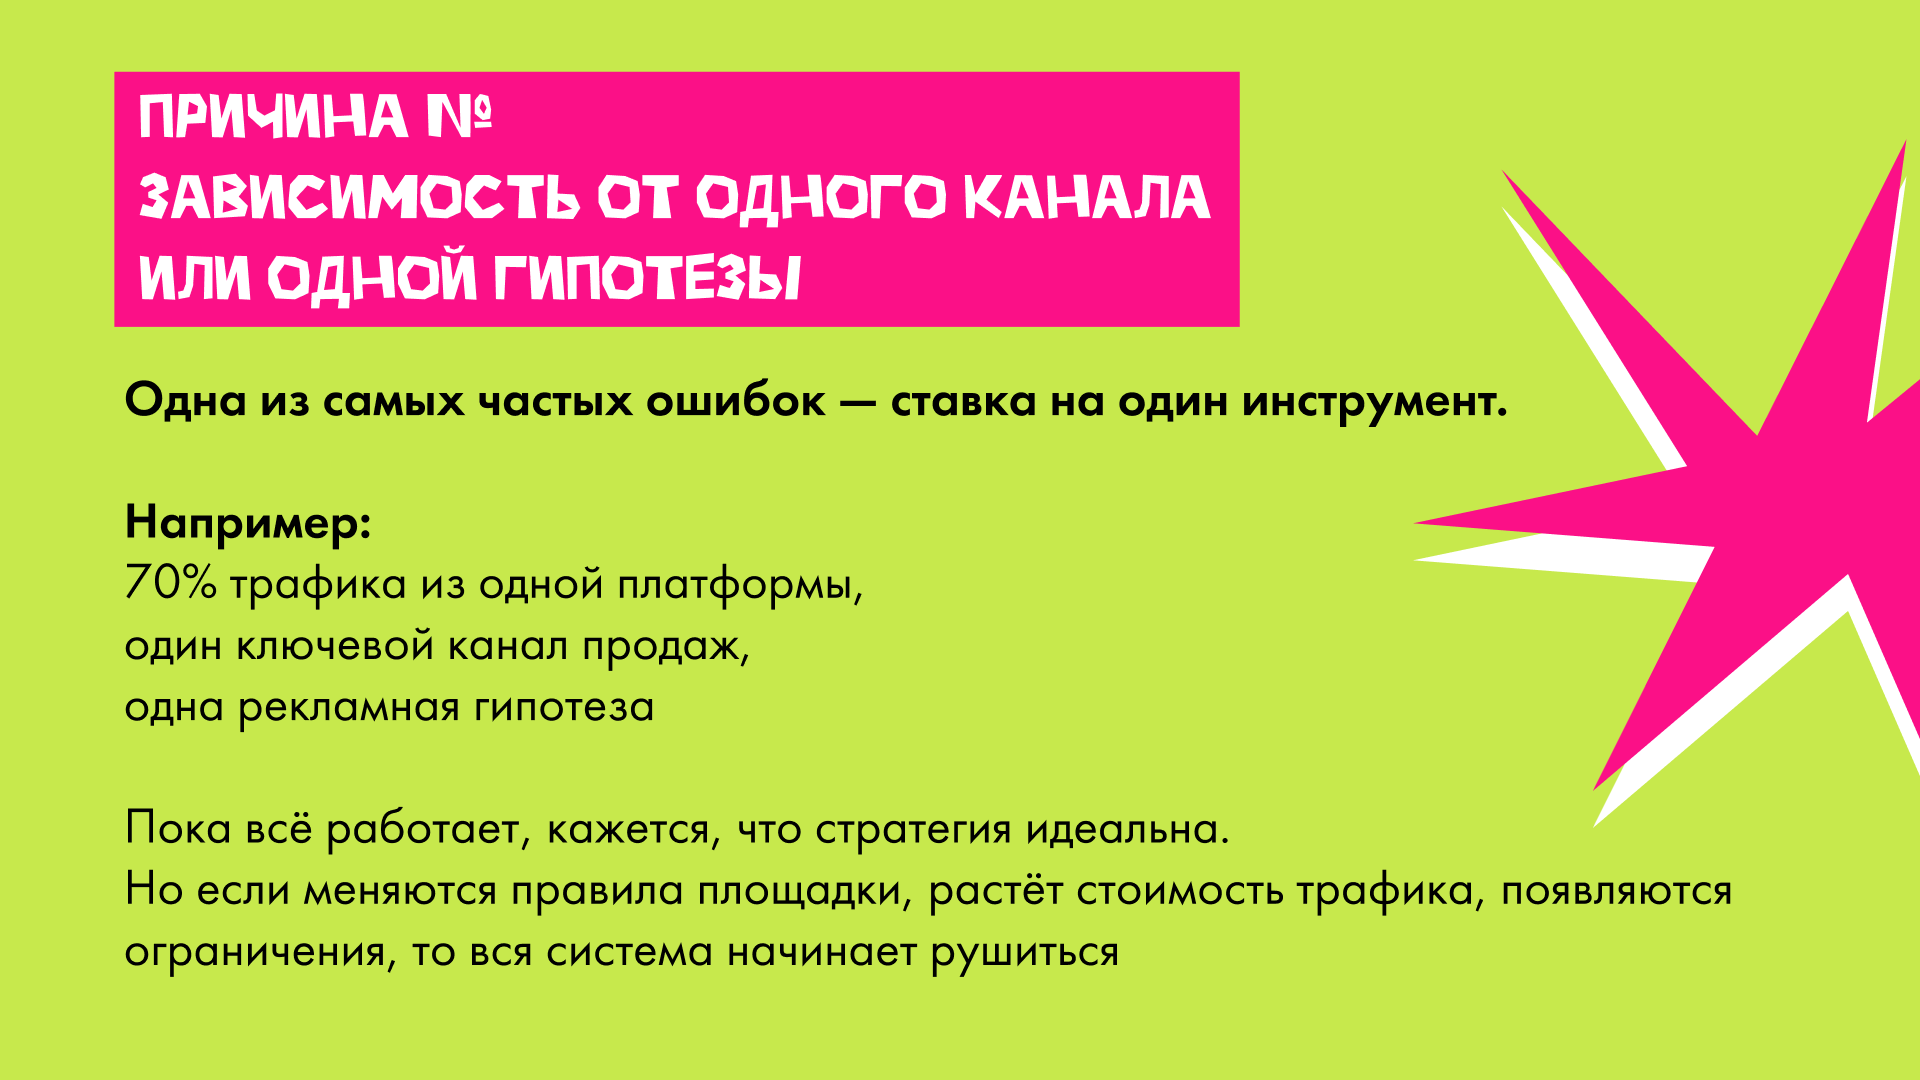 ПРИЧИНА №
ЗАВИСИМОСТЬ ОТ ОДНОГО КАНАЛА
ИЛИ ОДНОЙ ГИПОТЕЗЫ
Одна из самых частых ошибок — ставка на один инструмент.
Например:
70% трафика из одной платформы,
один ключевой канал продаж,
одна рекламная гипотеза
Пока всё работает, кажется, что стратегия идеальна.
Но если меняются правила площадки, растёт стоимость трафика, появляются
ограничения, то вся система начинает рушиться